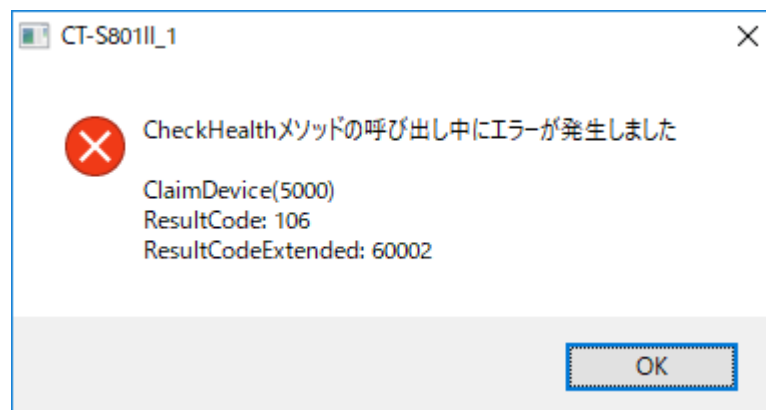 CT-S801II_1
CheckHealthメソッドの呼び出し中にエラーが発生しました
ClaimDevice(5000)
ResultCode: 106
ResultCodeExtended: 60002
OK